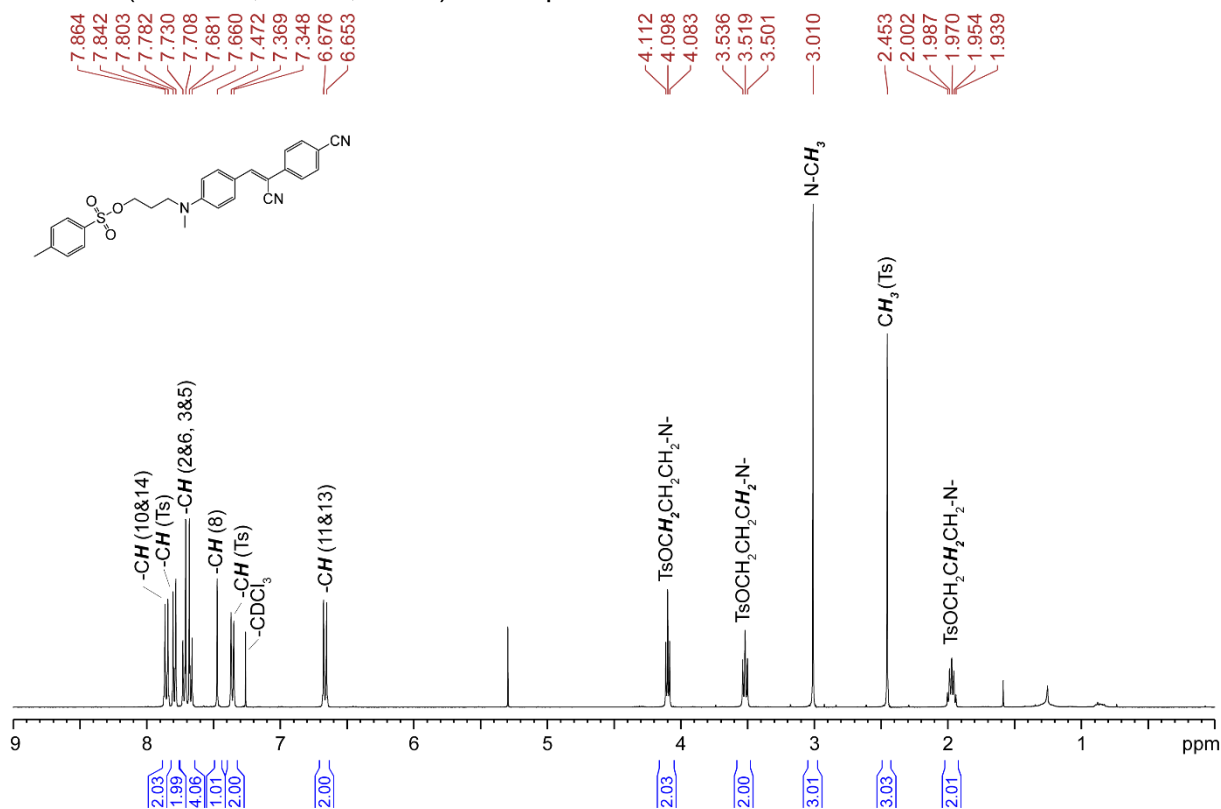 7.864
7.842
7.803
7.782
7.730
7.708
7.681
7.660
7.472
7.369
7.348
6.676
6.653
4.112
4.098
4.083
3.536
3.519
3.501
3.010
2.453
2.002
1.987
1.970
1.954
1.939
CN
CN
N
O
O
S
O
-CH (10&14)
-CH (Ts)
-CH (2&6, 3&5)
-CH (8)
-CH (Ts)
-CDCl3
-CH (11&13)
TsOCH2CH2CH2-N-
TsOCH2CH2CH2-N-
N-CH3
CH3 (Ts)
TsOCH2CH2CH2-N-
9 8 7 6 5 4 3 2 1 ppm
2.03
1.99
4.06
1.01
2.00
2.00
2.03
2.00
3.01
3.03
2.01